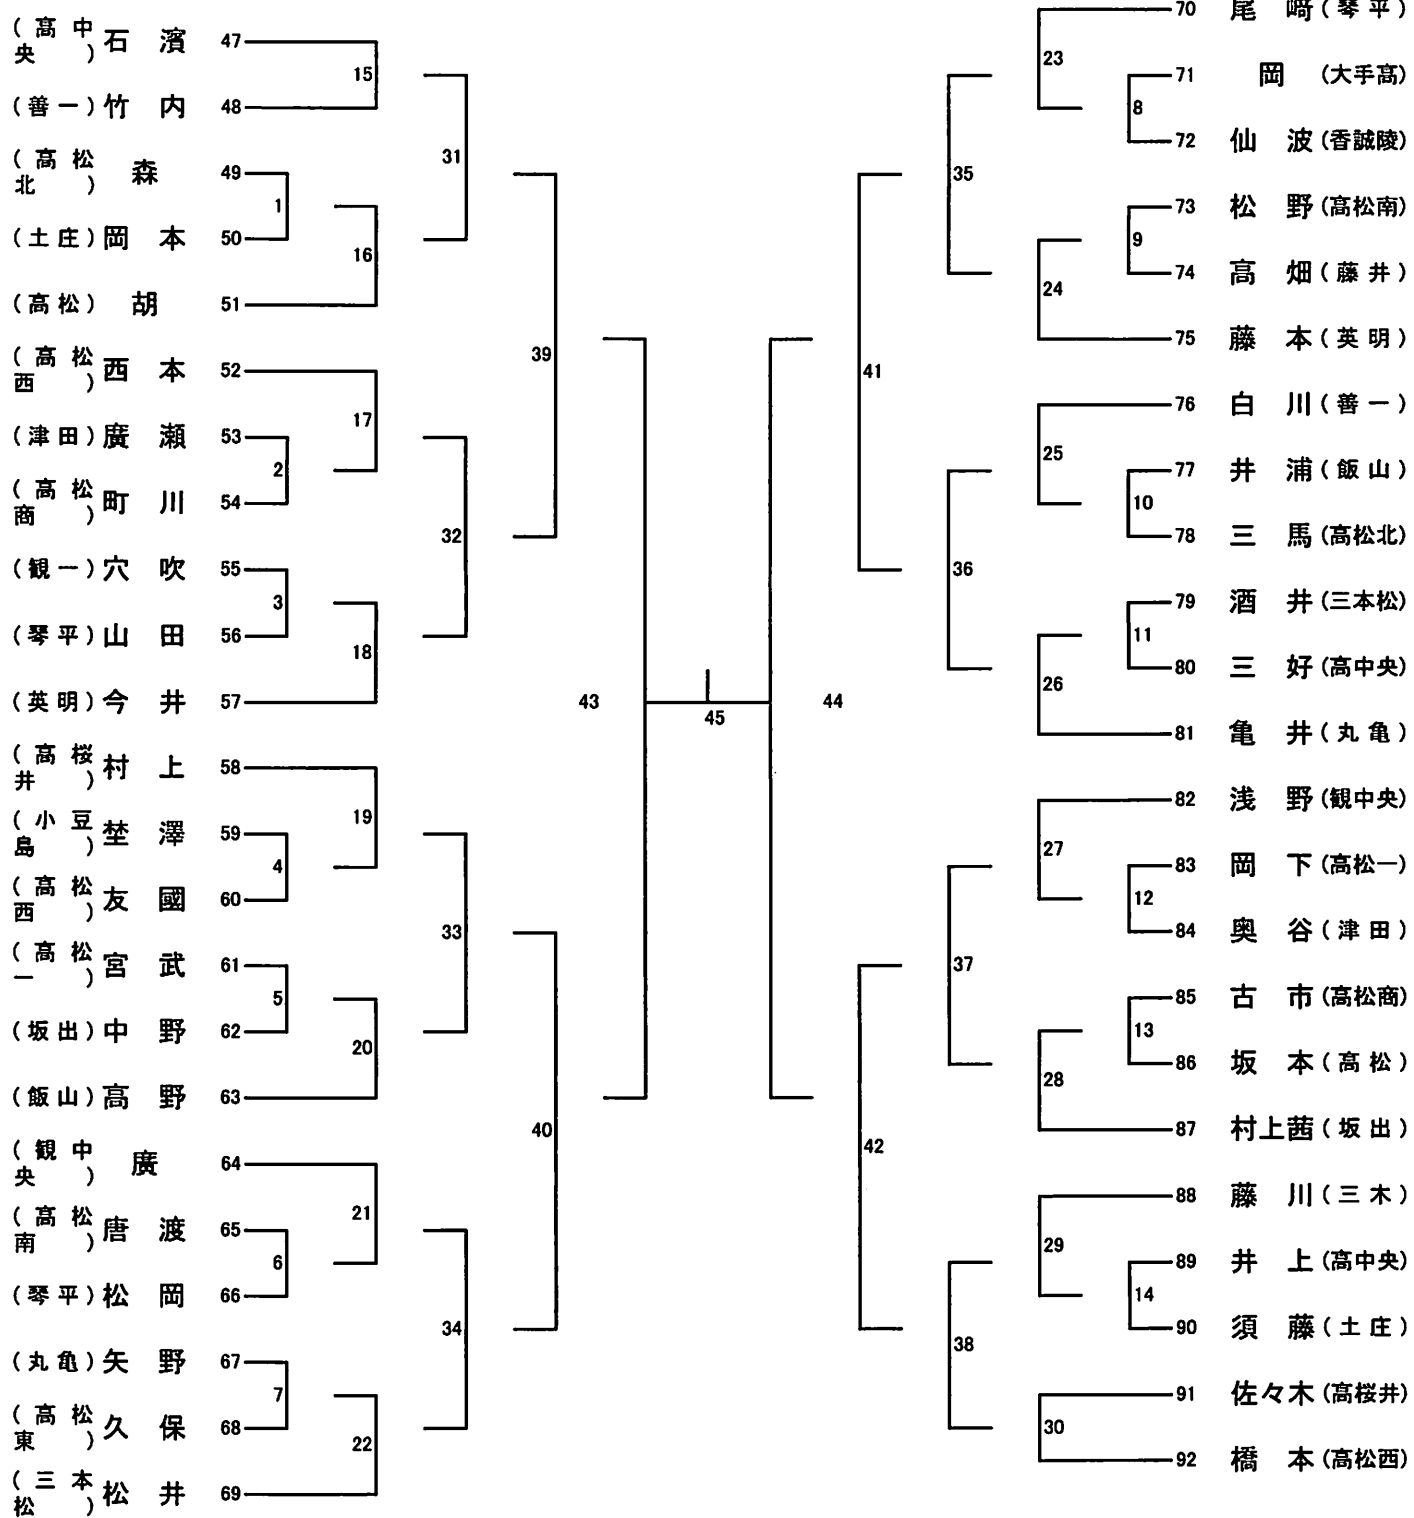 (高中央) 石濱 47
15
(善一) 竹内 48
31
(高松北) 森 49
1
(土庄) 岡本 50
16
(高松) 胡 51
39
(高松西) 西本 52
17
(津田) 廣瀬 53
2
(高松商) 町川 54
32
(観一) 穴吹 55
3
(琴平) 山田 56
18
(英明) 今井 57
43
(高桜井) 村上 58
19
(小豆島) 埜澤 59
4
(高松西) 友國 60
33
(高松一) 宮武 61
5
(坂出) 中野 62
20
(飯山) 高野 63
40
(観中央) 廣 64
21
(高松南) 唐渡 65
6
(琴平) 松岡 66
34
(丸亀) 矢野 67
7
(高松東) 久保 68
22
(三本松) 松井 69
45
70 尾﨑 (琴平)
23
71 岡 (大手高)
8
72 仙波 (香誠陵)
35
73 松野 (高松南)
9
74 高畑 (藤井)
24
75 藤本 (英明)
41
76 白川 (善一)
25
77 井浦 (飯山)
10
78 三馬 (高松北)
36
79 酒井 (三本松)
11
80 三好 (高中央)
26
81 亀井 (丸亀)
44
82 浅野 (観中央)
27
83 岡下 (高松一)
12
84 奥谷 (津田)
37
85 古市 (高松商)
13
86 坂本 (高松)
28
87 村上茜 (坂出)
42
88 藤川 (三木)
29
89 井上 (高中央)
14
90 須藤 (土庄)
38
91 佐々木 (高桜井)
30
92 橋本 (高松西)